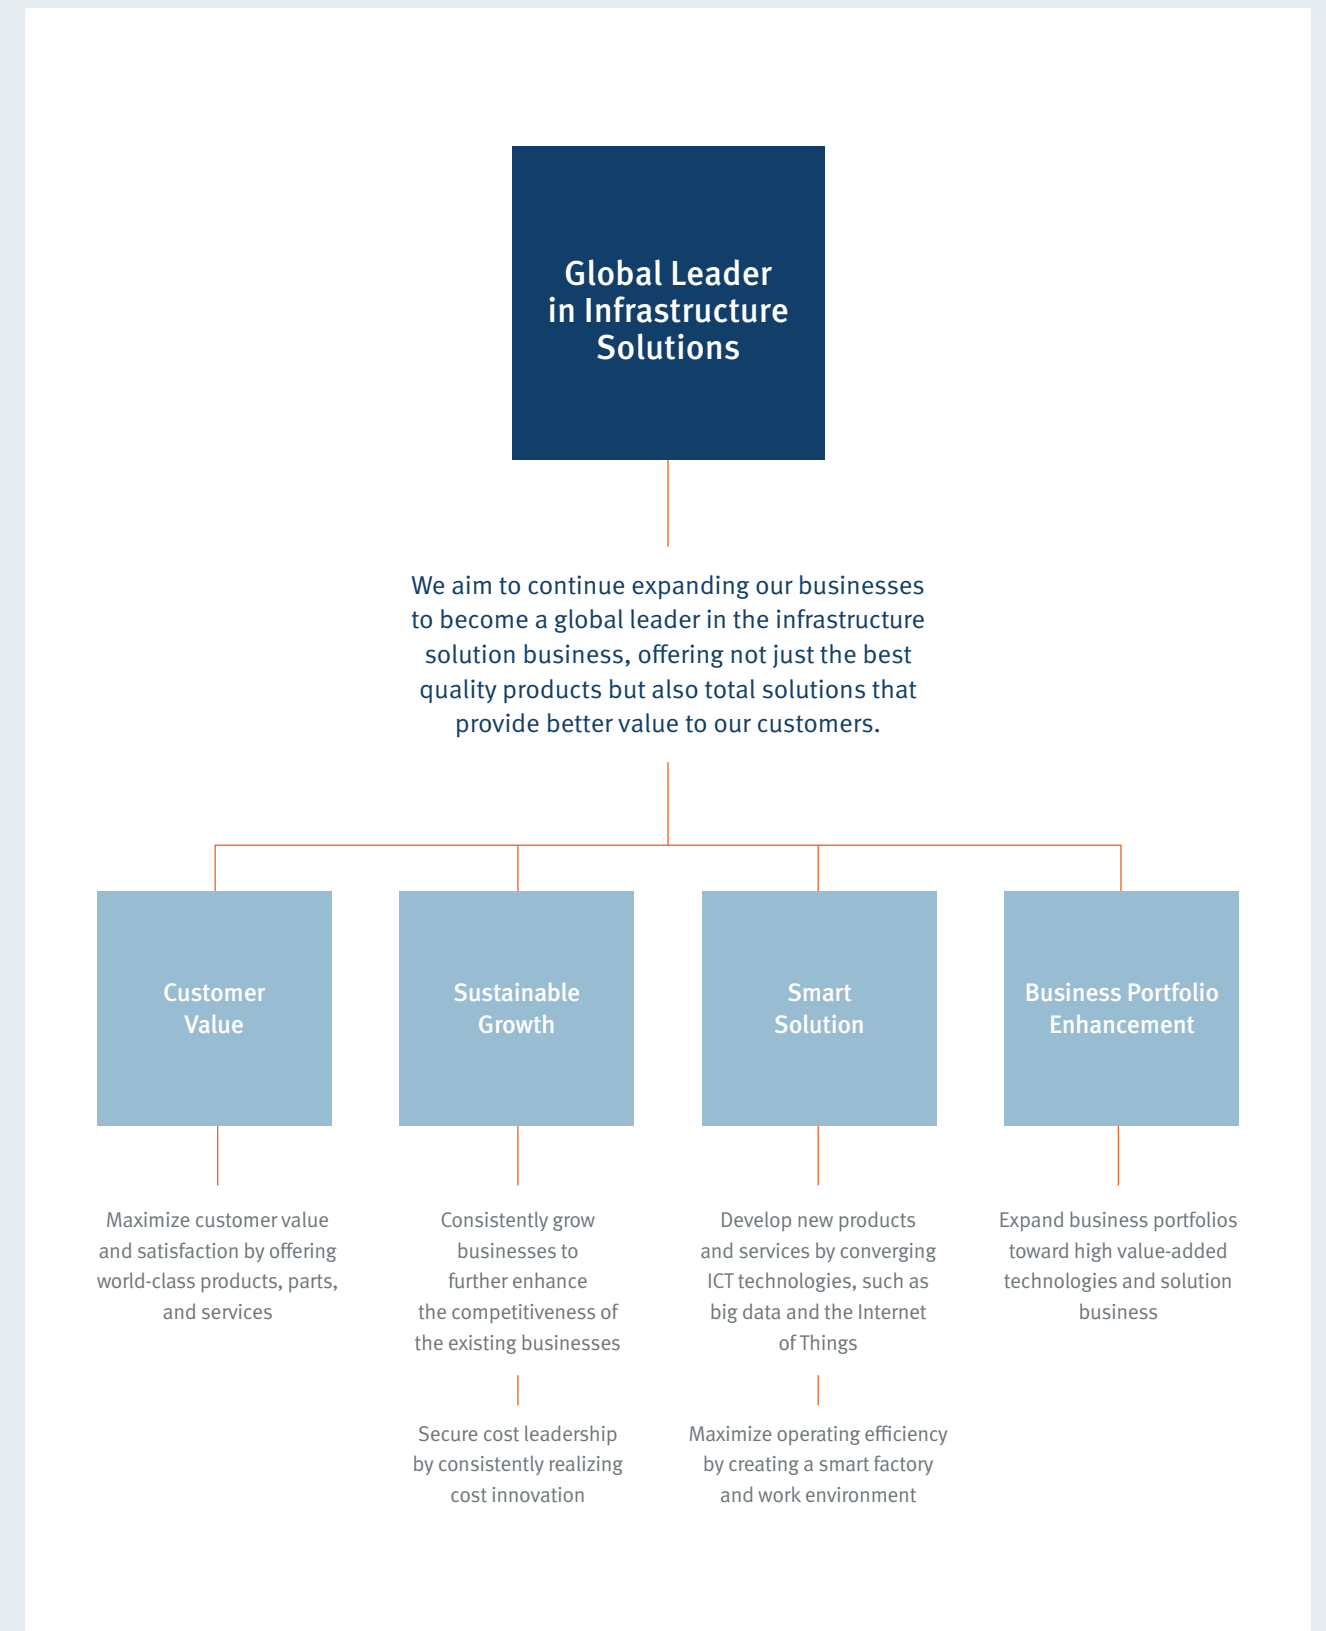 Global Leader
in Infrastructure
Solutions
We aim to continue expanding our businesses
to become a global leader in the infrastructure
solution business, offering not just the best
quality products but also total solutions that
provide better value to our customers.
Customer
Value
Maximize customer value
and satisfaction by offering
world-class products, parts,
and services
Sustainable
Growth
Consistently grow
businesses to
further enhance
the competitiveness of
the existing businesses
Secure cost leadership
by consistently realizing
cost innovation
Smart
Solution
Develop new products
and services by converging
ICT technologies, such as
big data and the Internet
of Things
Maximize operating efficiency
by creating a smart factory
and work environment
Business Portfolio
Enhancement
Expand business portfolios
toward high value-added
technologies and solution
business